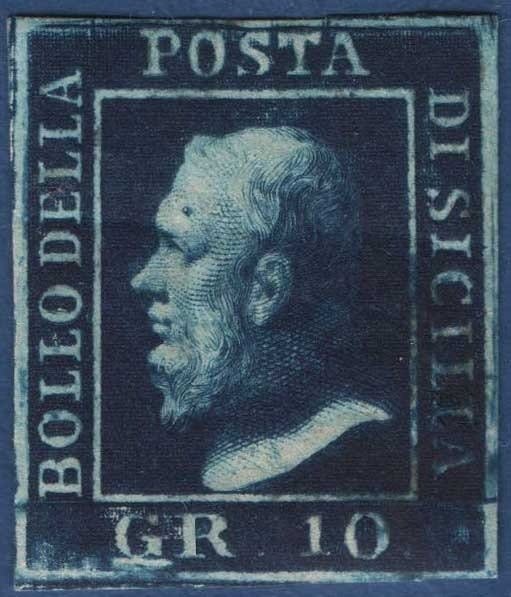 BOLLO DELLA
POSTA
DI SICILIA
GR. 10.